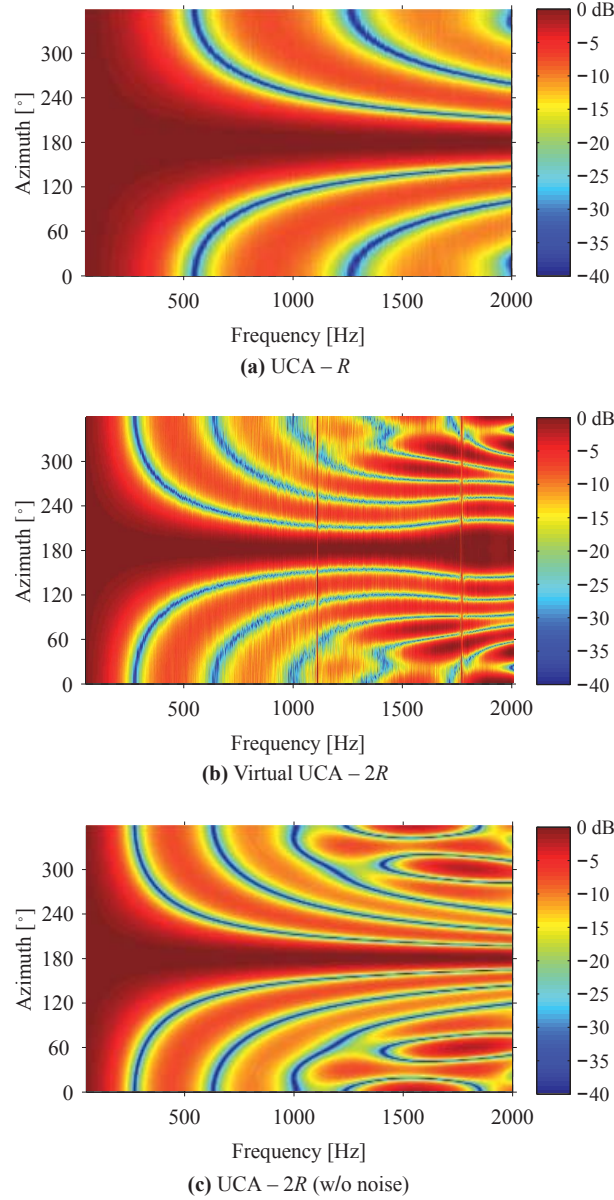 0 dB
−5
−10
−15
−20
−25
−30
−35
−40
300
240
180
120
60
0
Azimuth [°]
500 1000 1500 2000
Frequency [Hz]
(a) UCA – R
0 dB
−5
−10
−15
−20
−25
−30
−35
−40
300
240
180
120
60
0
Azimuth [°]
500 1000 1500 2000
Frequency [Hz]
(b) Virtual UCA – 2R
0 dB
−5
−10
−15
−20
−25
−30
−35
−40
300
240
180
120
60
0
Azimuth [°]
500 1000 1500 2000
Frequency [Hz]
(c) UCA – 2R (w/o noise)